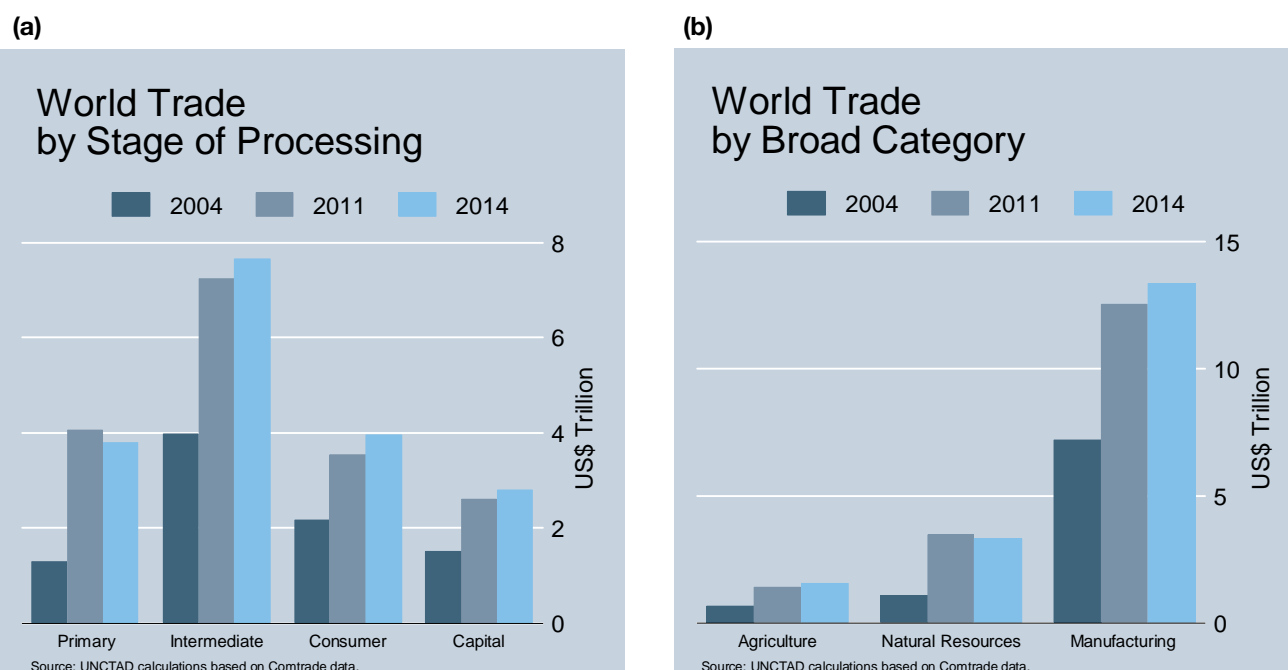 (a)
World Trade
by Stage of Processing
2004 2011 2014
8
6
4
2
0
US$ Trillion
Primary Intermediate Consumer Capital
Source: UNCTAD calculations based on Comtrade data.
(b)
World Trade
by Broad Category
2004 2011 2014
15
10
5
0
US$ Trillion
Agriculture Natural Resources Manufacturing
Source: UNCTAD calculations based on Comtrade data.